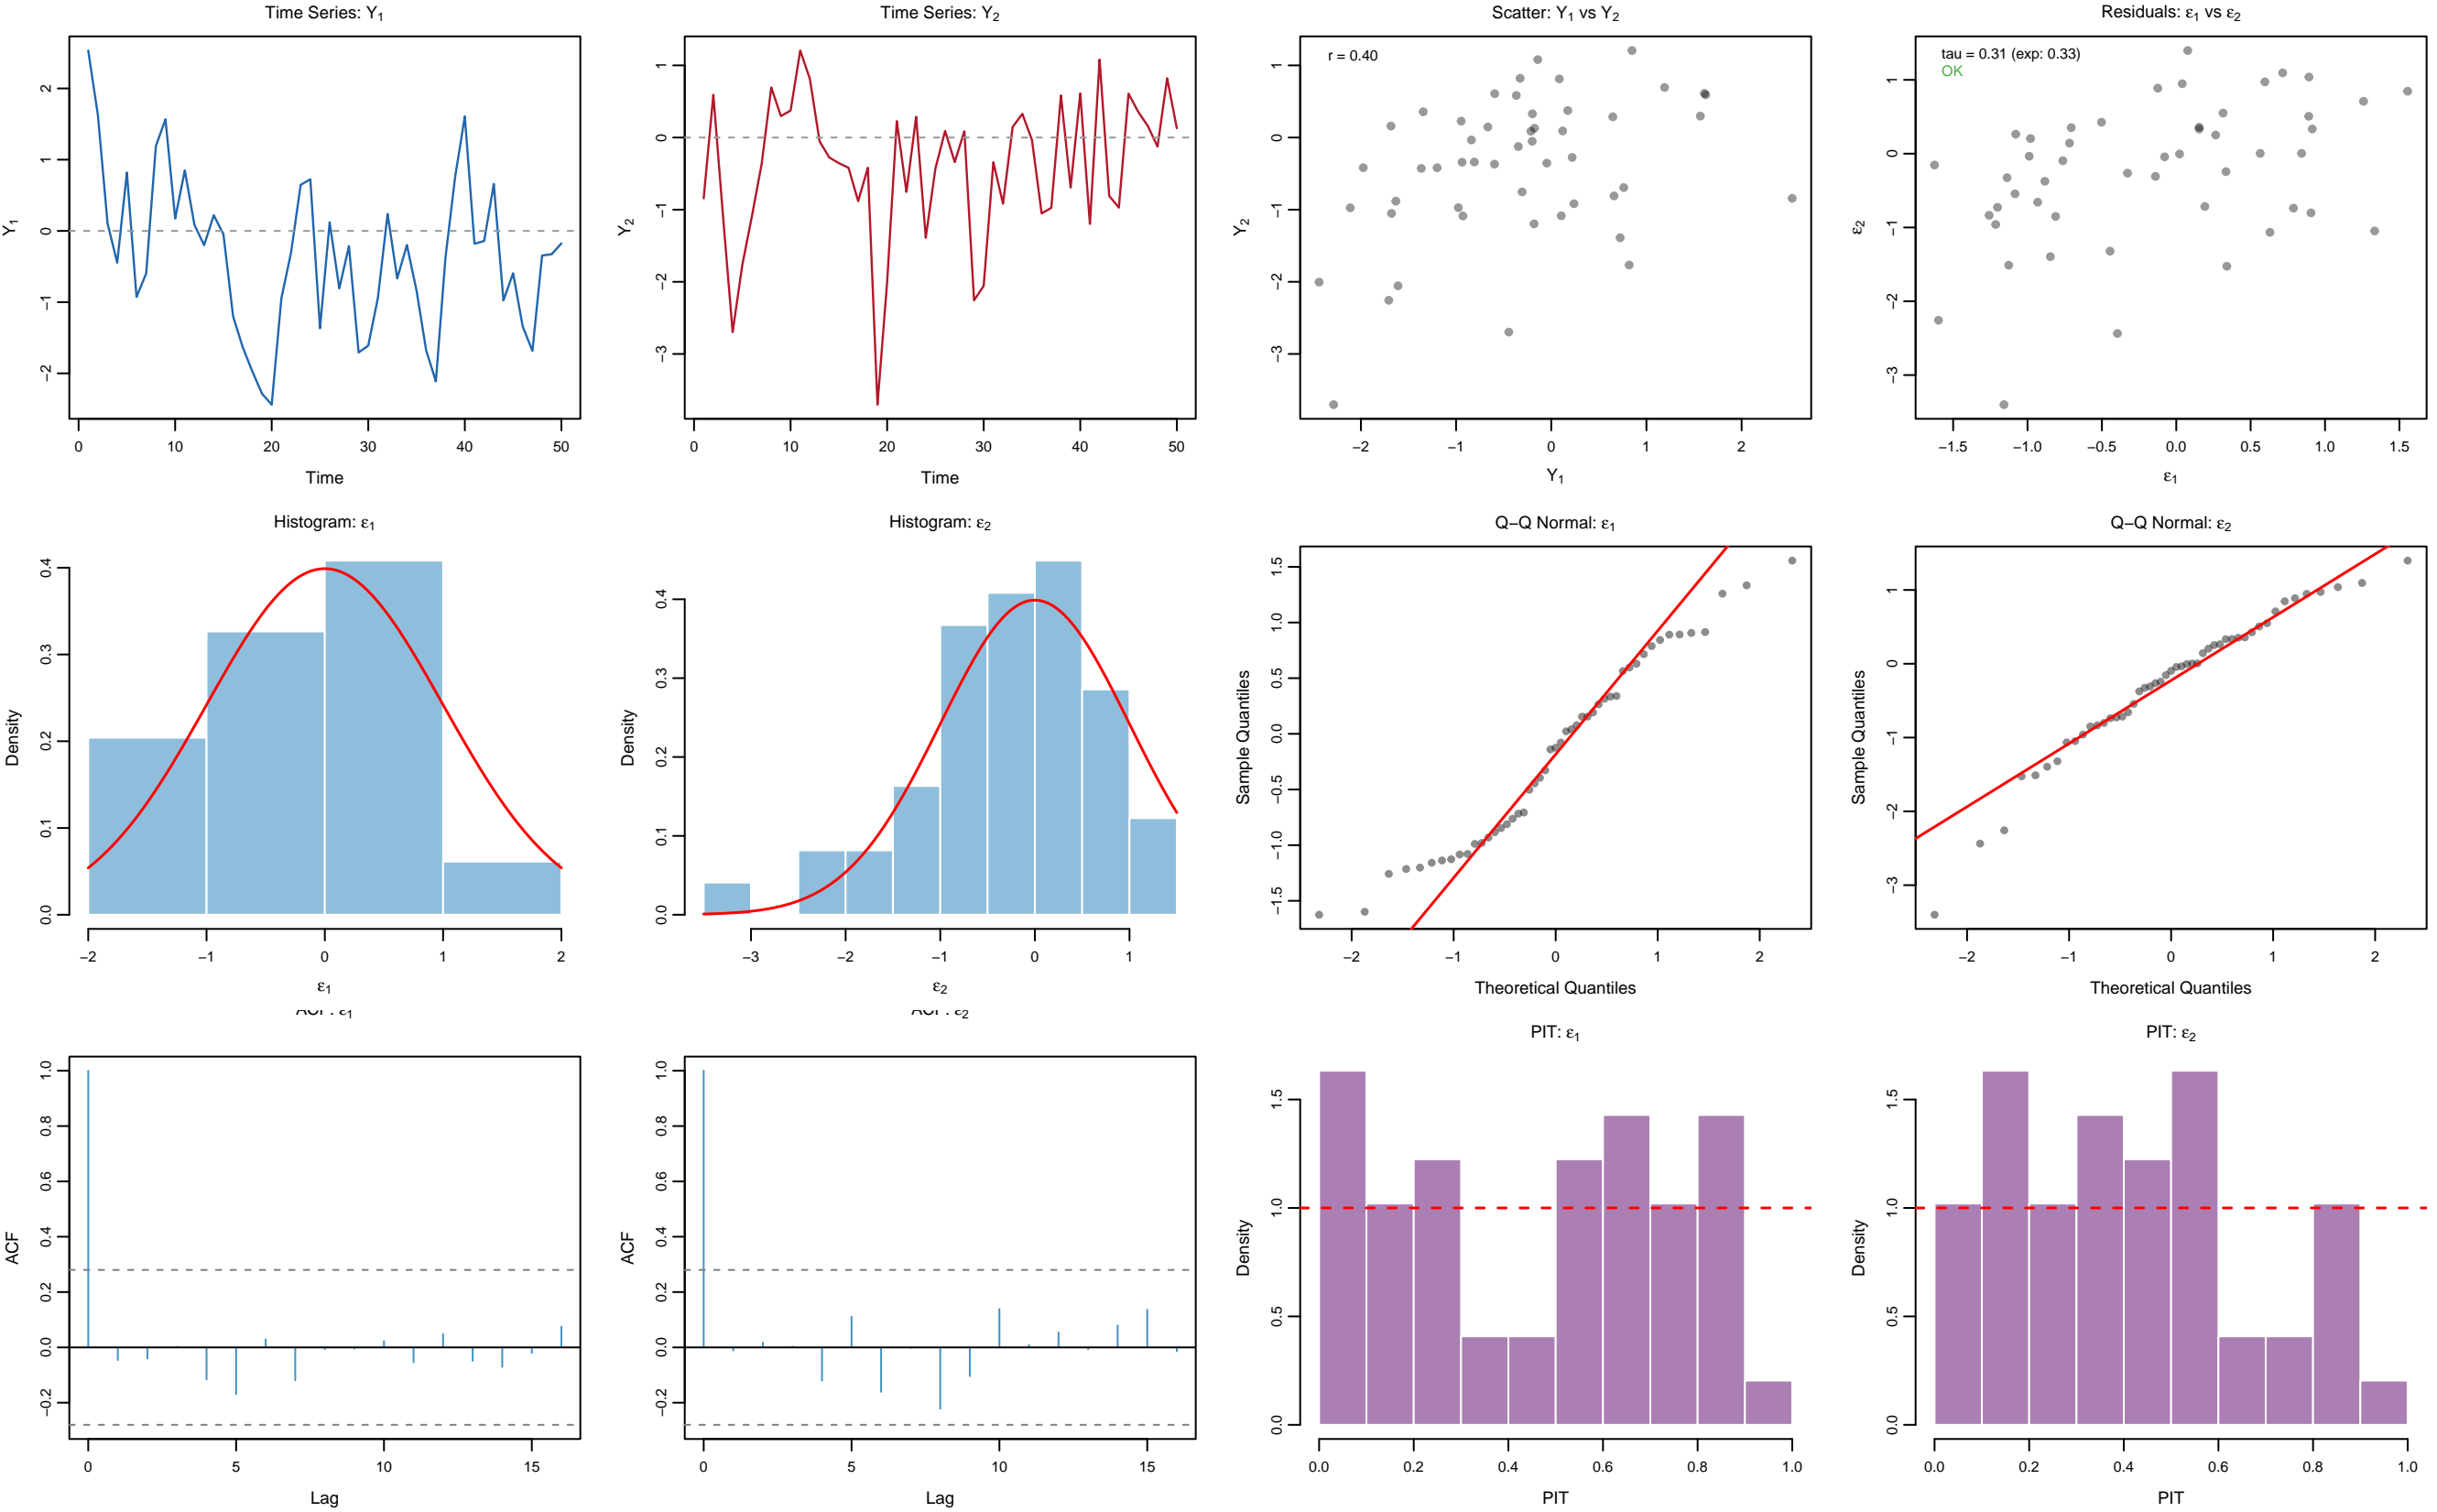 Time Series: Y₁
Y₁
2
1
0
−1
−2
0 10 20 30 40 50
Time
Time Series: Y₂
Y₂
1
0
−1
−2
−3
0 10 20 30 40 50
Time
Scatter: Y₁ vs Y₂
r = 0.40
Y₂
1
0
−1
−2
−3
−2 −1 0 1 2
Y₁
Residuals: ε₁ vs ε₂
tau = 0.31 (exp: 0.33)
OK
ε₂
1
0
−1
−2
−3
−1.5 −1.0 −0.5 0.0 0.5 1.0 1.5
ε₁
Histogram: ε₁
Density
0.4
0.3
0.2
0.1
0.0
−2 −1 0 1 2
ε₁
Histogram: ε₂
Density
0.4
0.3
0.2
0.1
0.0
−3 −2 −1 0 1
ε₂
Q−Q Normal: ε₁
Sample Quantiles
1.5
1.0
0.5
0.0
−0.5
−1.0
−1.5
−2 −1 0 1 2
Theoretical Quantiles
Q−Q Normal: ε₂
Sample Quantiles
1
0
−1
−2
−3
−2 −1 0 1 2
Theoretical Quantiles
ACF: ε₁
ACF
1.0
0.8
0.6
0.4
0.2
0.0
−0.2
0 5 10 15
Lag
ACF: ε₂
ACF
1.0
0.8
0.6
0.4
0.2
0.0
−0.2
0 5 10 15
Lag
PIT: ε₁
Density
1.5
1.0
0.5
0.0
0.0 0.2 0.4 0.6 0.8 1.0
PIT
PIT: ε₂
Density
1.5
1.0
0.5
0.0
0.0 0.2 0.4 0.6 0.8 1.0
PIT